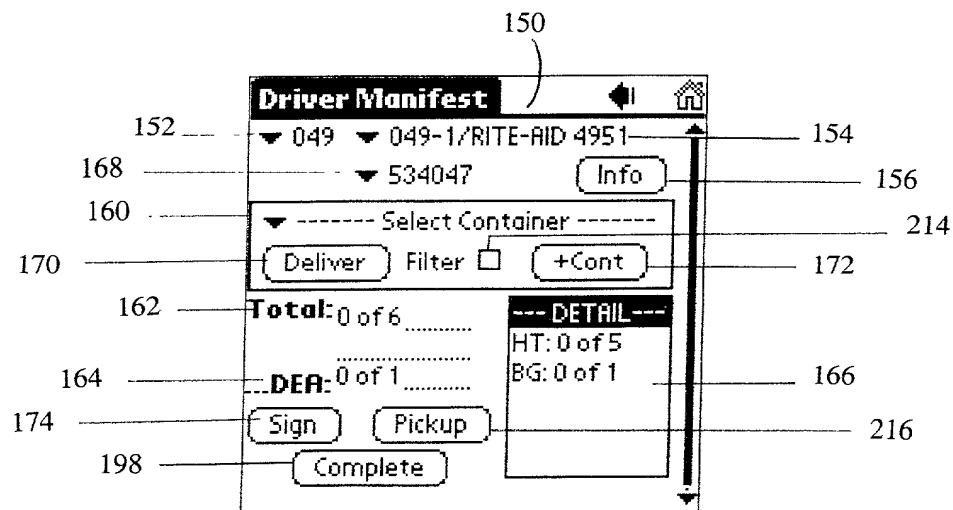 150
Driver Manifest
152 049 049-1/RITE-AID 4951 154
168 534047 Info 156
160 ------- Select Container ------- 214
170 Deliver Filter +Cont 172
162 Total: 0 of 6 --- DETAIL---
HT: 0 of 5
164 DEA: 0 of 1 BG: 0 of 1 166
174 Sign Pickup 216
198 Complete